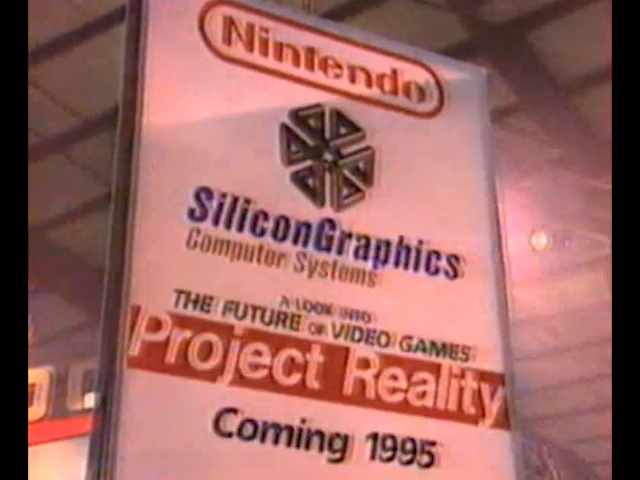 Nintendo
SiliconGraphics
Computer Systems
A LOOK INTO
THE FUTURE OF VIDEO GAMES
Project Reality
Coming 1995